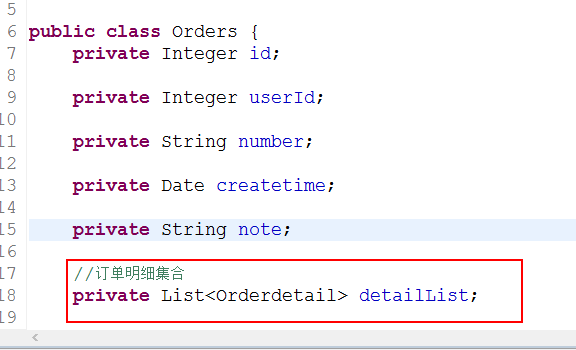 5
6 public class Orders {
7 private Integer id;
8
9 private Integer userId;
10
11 private String number;
12
13 private Date createtime;
14
15 private String note;
16
17 //订单明细集合
18 private List<Orderdetail> detailList;
19